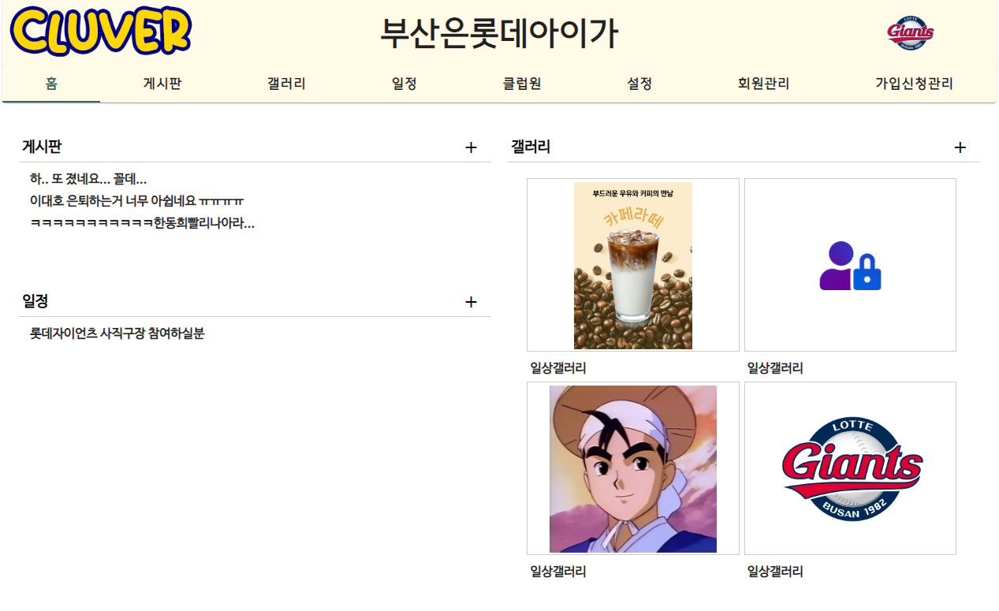 CLUVER
부산은롯데아이가
LOTTE
Giants
BUSAN 1982
홈 게시판 갤러리 일정 클럽원 설정 회원관리 가입신청관리
게시판 +
하.. 또 졌네요... 꼴데...
이대호 은퇴하는거 너무 아쉽네요 ㅠㅠㅠㅠ
ㅋㅋㅋㅋㅋㅋㅋㅋㅋㅋㅋ한동희빨리나아라...
일정 +
롯데자이언츠 사직구장 참여하실분
갤러리 +
부드러운 우유와 커피의 만남
카페라떼
일상갤러리
일상갤러리
LOTTE
Giants
BUSAN 1982
일상갤러리
일상갤러리